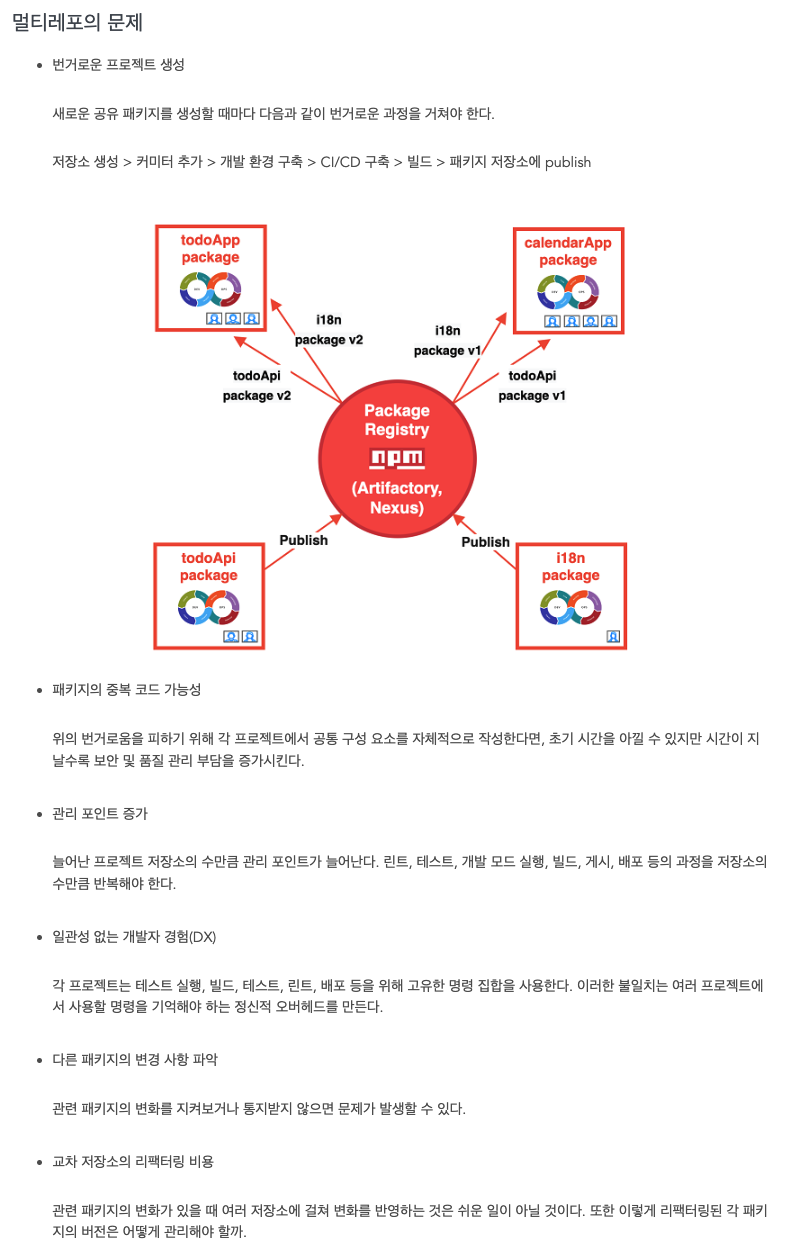 멀티레포의 문제
번거로운 프로젝트 생성
새로운 공유 패키지를 생성할 때마다 다음과 같이 번거로운 과정을 거쳐야 한다.
저장소 생성 > 커미터 추가 > 개발 환경 구축 > CI/CD 구축 > 빌드 > 패키지 저장소에 publish
todoApp
package
calendarApp
package
i18n
package v2
i18n
package v1
todoApi
package v2
todoApi
package v1
Package
Registry
npm
(Artifactory,
Nexus)
Publish
Publish
todoApi
package
i18n
package
패키지의 중복 코드 가능성
위의 번거로움을 피하기 위해 각 프로젝트에서 공통 구성 요소를 자체적으로 작성한다면, 초기 시간을 아낄 수 있지만 시간이 지
날수록 보안 및 품질 관리 부담을 증가시킨다.
관리 포인트 증가
늘어난 프로젝트 저장소의 수만큼 관리 포인트가 늘어난다. 린트, 테스트, 개발 모드 실행, 빌드, 게시, 배포 등의 과정을 저장소의
수만큼 반복해야 한다.
일관성 없는 개발자 경험(DX)
각 프로젝트는 테스트 실행, 빌드, 테스트, 린트, 배포 등을 위해 고유한 명령 집합을 사용한다. 이러한 불일치는 여러 프로젝트에
서 사용할 명령을 기억해야 하는 정신적 오버헤드를 만든다.
다른 패키지의 변경 사항 파악
관련 패키지의 변화를 지켜보거나 통지받지 않으면 문제가 발생할 수 있다.
교차 저장소의 리팩터링 비용
관련 패키지의 변화가 있을 때 여러 저장소에 걸쳐 변화를 반영하는 것은 쉬운 일이 아닐 것이다. 또한 이렇게 리팩터링된 각 패키
지의 버전은 어떻게 관리해야 할까.